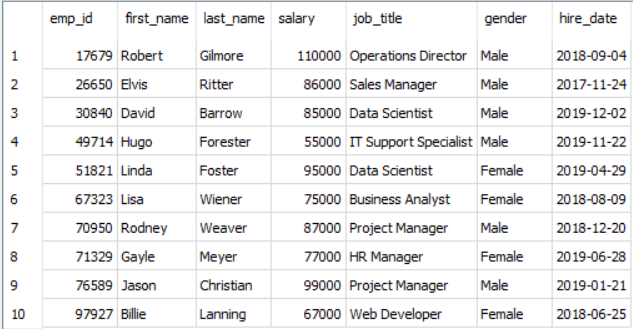 emp_id first_name last_name salary job_title gender hire_date
1 17679 Robert Gilmore 110000 Operations Director Male 2018-09-04
2 26650 Elvis Ritter 86000 Sales Manager Male 2017-11-24
3 30840 David Barrow 85000 Data Scientist Male 2019-12-02
4 49714 Hugo Forester 55000 IT Support Specialist Male 2019-11-22
5 51821 Linda Foster 95000 Data Scientist Female 2019-04-29
6 67323 Lisa Wiener 75000 Business Analyst Female 2018-08-09
7 70950 Rodney Weaver 87000 Project Manager Male 2018-12-20
8 71329 Gayle Meyer 77000 HR Manager Female 2019-06-28
9 76589 Jason Christian 99000 Project Manager Male 2019-01-21
10 97927 Billie Lanning 67000 Web Developer Female 2018-06-25